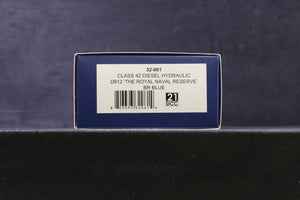 32-061
CLASS 42 DIESEL HYDRAULIC
D812 'THE ROYAL NAVAL RESERVE'
BR BLUE
21
DCC